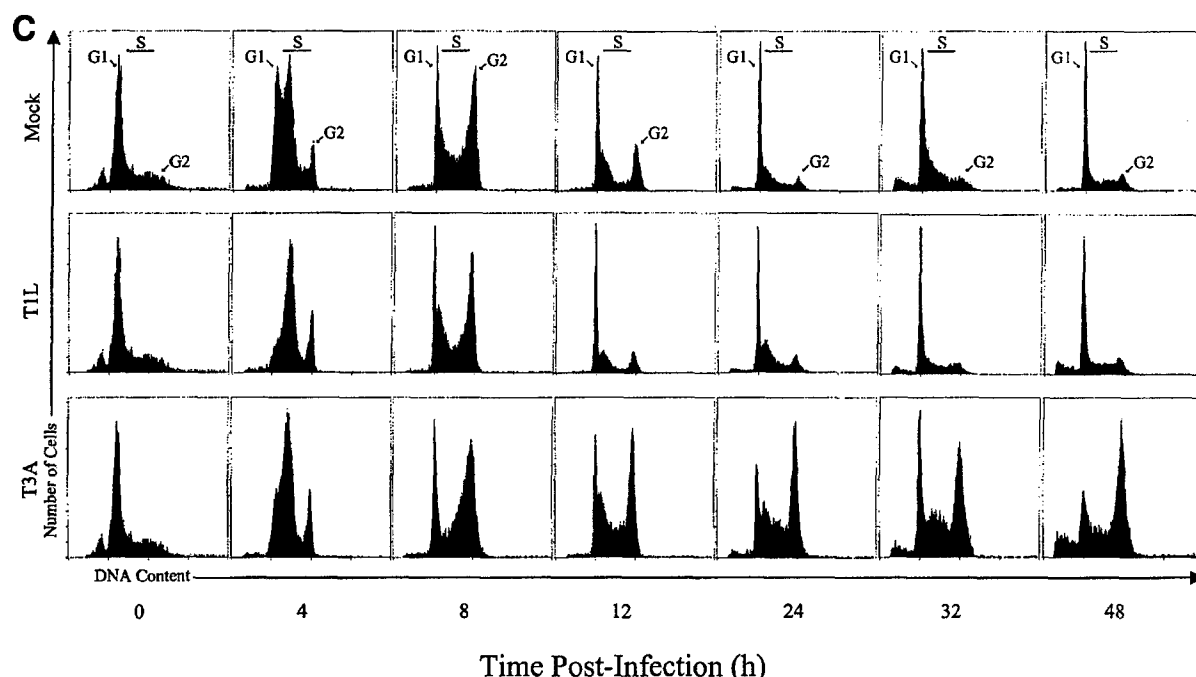 C
Mock
G1 S G2
G1 S G2
G1 S G2
G1 S G2
G1 S G2
G1 S G2
G1 S G2
T1L
T3A
Number of Cells
DNA Content
0 4 8 12 24 32 48
Time Post-Infection (h)